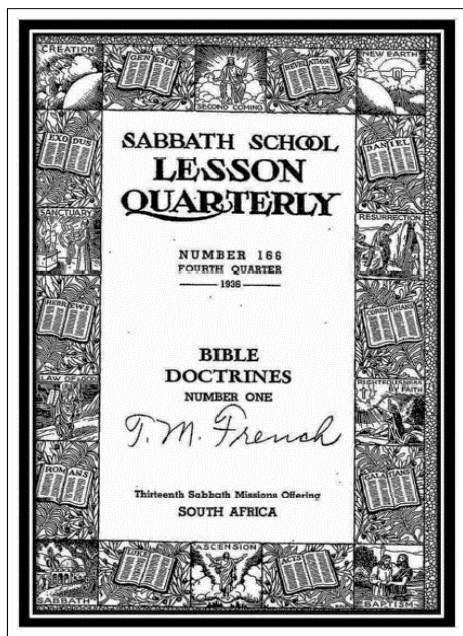 CREATION
GENESIS
SECOND COMING
REVELATION
NEW EARTH
EXODUS
DANIEL
SANCTUARY
RESURRECTION
HEBREWS
CORINTHIANS
LAW OF
RIGHTEOUSNESS
BY FAITH
ROMANS
GALATIANS
SABBATH
LUKE
ASCENSION
ACTS
BAPTISM
SABBATH SCHOOL
LESSON
QUARTERLY
NUMBER 166
FOURTH QUARTER
1936
BIBLE
DOCTRINES
NUMBER ONE
T. M. French
Thirteenth Sabbath Missions Offering
SOUTH AFRICA